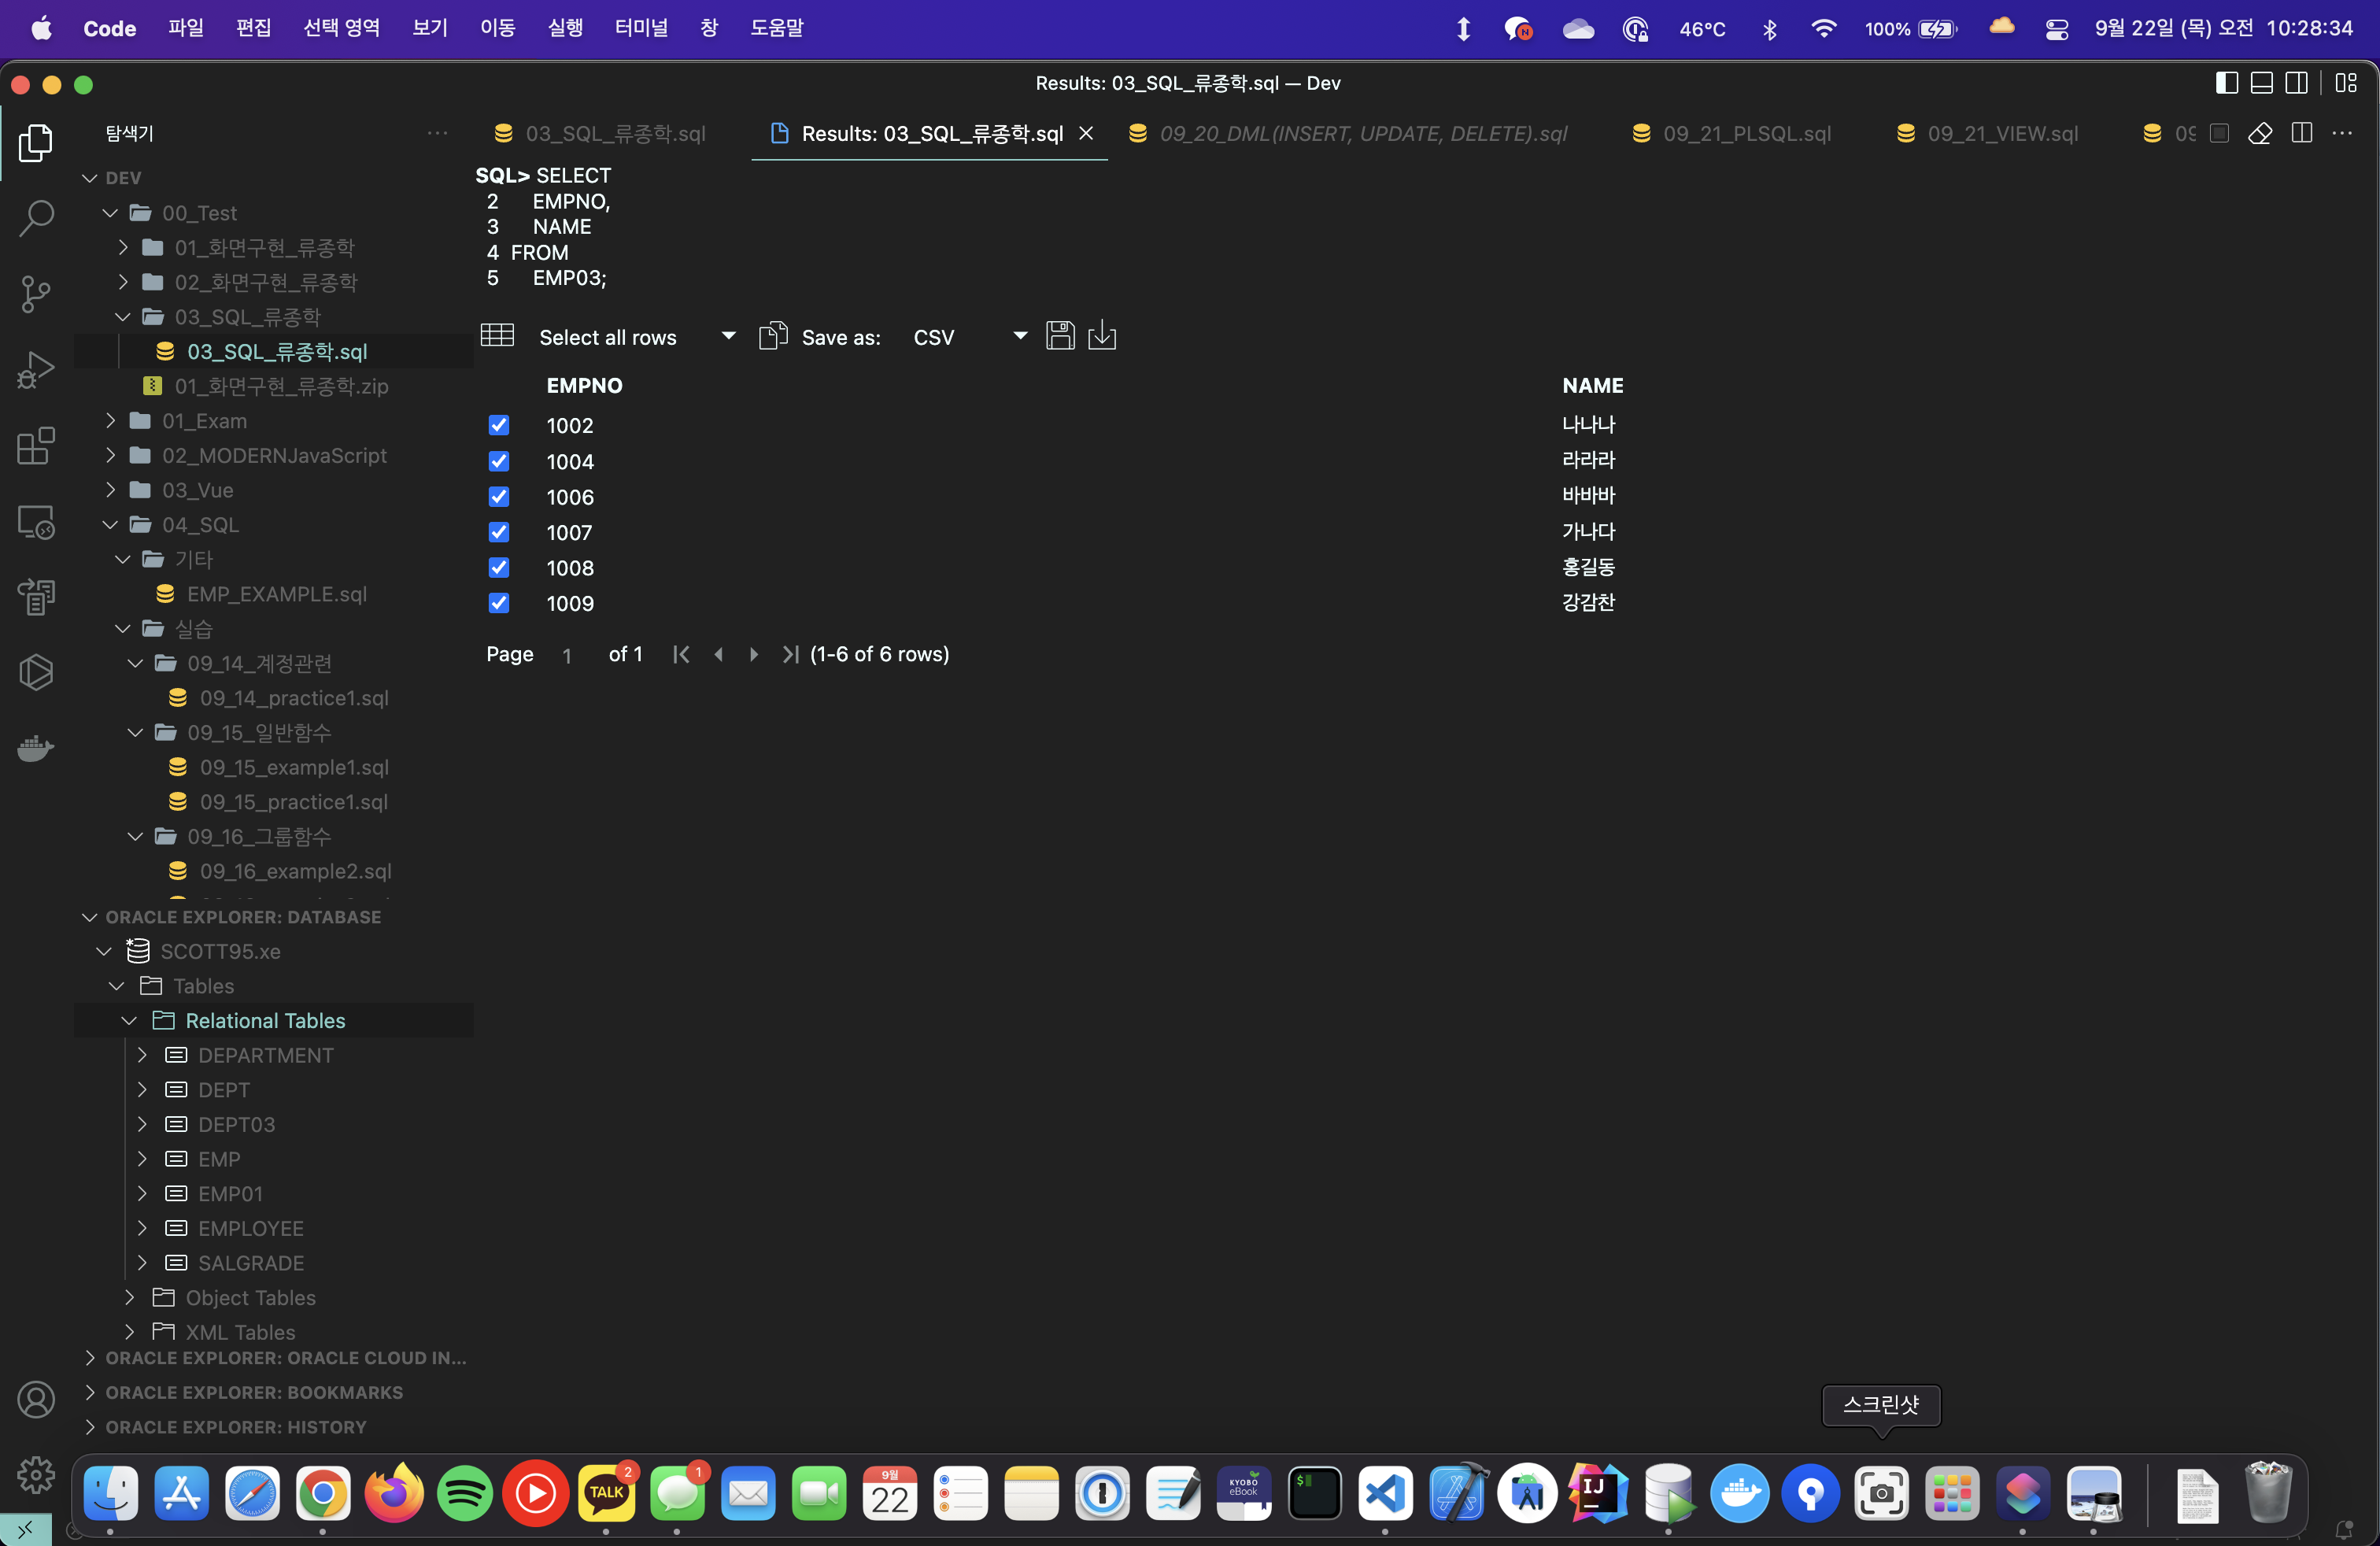 Code 파일 편집 선택 영역 보기 이동 실행 터미널 창 도움말 46°C 100% 9월 22일 (목) 오전 10:28:34
Results: 03_SQL_류종학.sql — Dev
탐색기
03_SQL_류종학.sql Results: 03_SQL_류종학.sql 09_20_DML(INSERT, UPDATE, DELETE).sql 09_21_PLSQL.sql 09_21_VIEW.sql
DEV
00_Test
01_화면구현_류종학
02_화면구현_류종학
03_SQL_류종학
03_SQL_류종학.sql
01_화면구현_류종학.zip
01_Exam
02_MODERNJavaScript
03_Vue
04_SQL
기타
EMP_EXAMPLE.sql
실습
09_14_계정관련
09_14_practice1.sql
09_15_일반함수
09_15_example1.sql
09_15_practice1.sql
09_16_그룹함수
09_16_example2.sql
ORACLE EXPLORER: DATABASE
SCOTT95.xe
Tables
Relational Tables
DEPARTMENT
DEPT
DEPT03
EMP
EMP01
EMPLOYEE
SALGRADE
Object Tables
XML Tables
ORACLE EXPLORER: ORACLE CLOUD IN...
ORACLE EXPLORER: BOOKMARKS
ORACLE EXPLORER: HISTORY
SQL> SELECT
2 EMPNO,
3 NAME
4 FROM
5 EMP03;
Select all rows Save as: CSV
EMPNO NAME
1002 나나나
1004 라라라
1006 바바바
1007 가나다
1008 홍길동
1009 강감찬
Page 1 of 1 (1-6 of 6 rows)
스크린샷
TALK 2
1
9월
22
KYOBO
eBook
IJ